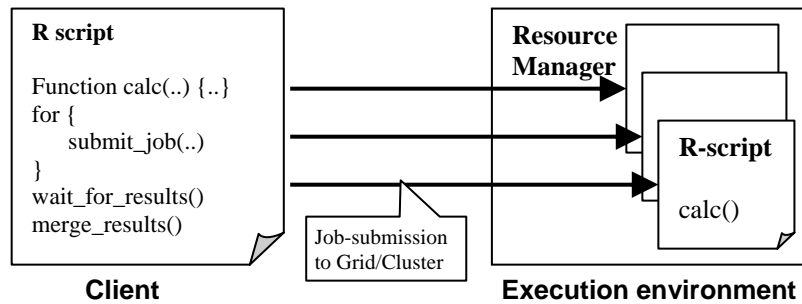 R script
Function calc(..) {..}
for {
submit_job(..)
}
wait_for_results()
merge_results()
Client
Job-submission
to Grid/Cluster
Resource
Manager
R-script
calc()
Execution environment